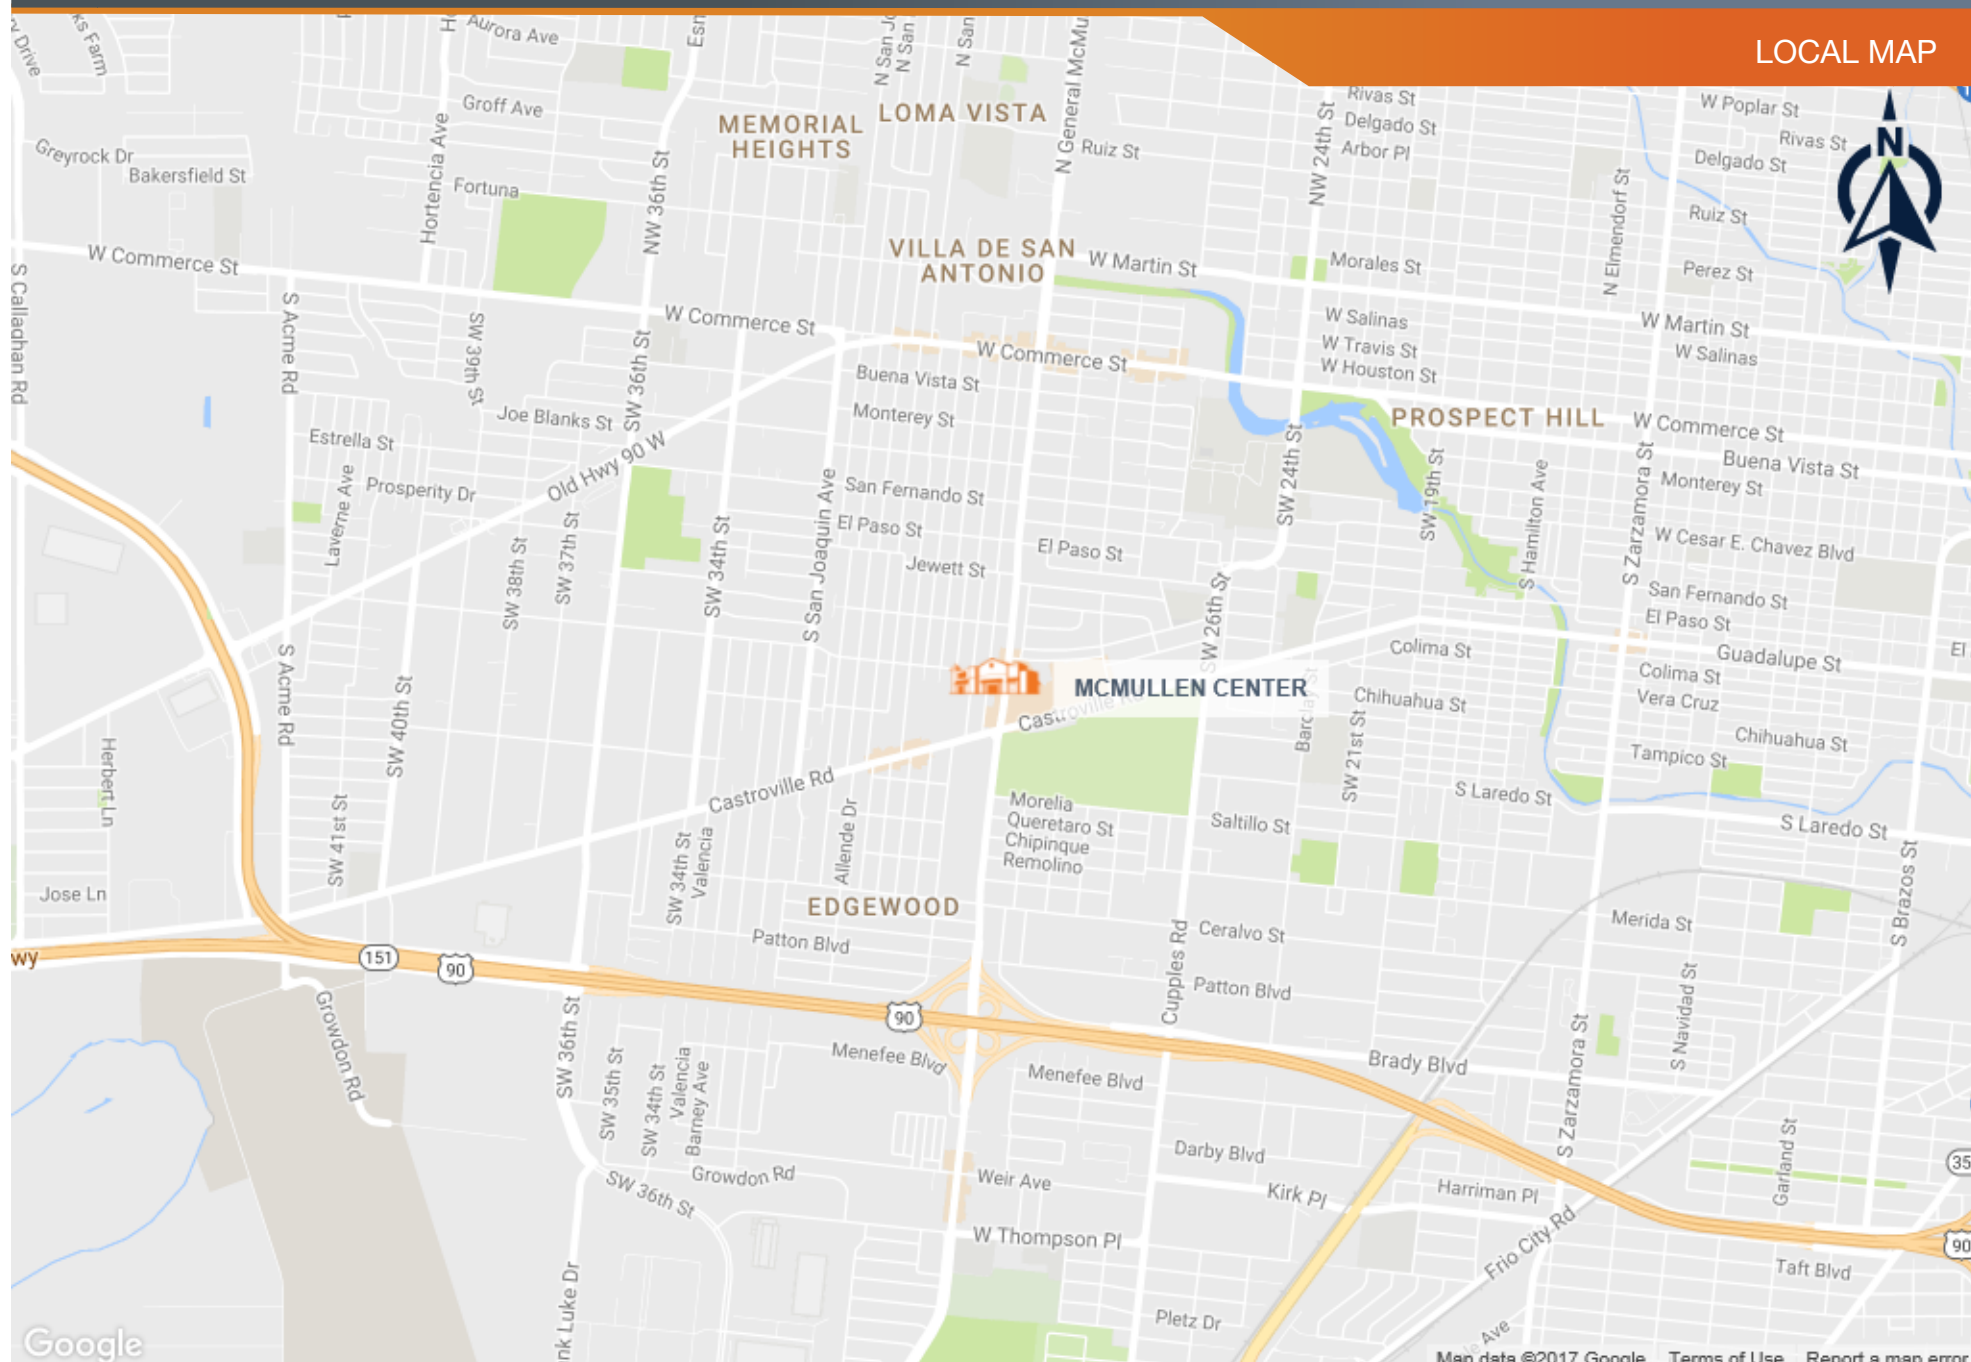 LOCAL MAP
Aurora Ave
Groff Ave
Greyrock Dr
Bakersfield St
Hortencia Ave
Fortuna
NW 36th St
MEMORIAL
HEIGHTS
LOMA VISTA
Ruiz St
NW 24th St
Rivas St
Delgado St
Arbor Pl
W Poplar St
Rivas St
Delgado St
N
Ruiz St
N Elmendorf St
Perez St
VILLA DE SAN
ANTONIO
W Martin St
Morales St
W Commerce St
S Callaghan Rd
S Acme Rd
SW 39th St
SW 36th St
W Commerce St
W Commerce St
W Salinas
W Travis St
W Houston St
W Martin St
W Salinas
Buena Vista St
Monterey St
Joe Blanks St
Estrella St
Laverne Ave
Prosperity Dr
Old Hwy 90 W
PROSPECT HILL
W Commerce St
Buena Vista St
Monterey St
SW 24th St
SW 19th St
S Hamilton Ave
S Zarzamora St
W Cesar E. Chavez Blvd
San Fernando St
El Paso St
Jewett St
El Paso St
SW 38th St
SW 37th St
SW 34th St
S San Joaquin Ave
SW 26th St
San Fernando St
El Paso St
Colima St
Guadalupe St
El
Colima St
Vera Cruz
S Acme Rd
SW 40th St
MCMULLEN CENTER
Castroville Rd
Barclay St
Chihuahua St
SW 21st St
Chihuahua St
Tampico St
Herbert Ln
SW 41st St
Castroville Rd
Allende Dr
SW 34th St
Valencia
Morelia
Queretaro St
Chipinque
Remolino
Saltillo St
S Laredo St
S Laredo St
S Brazos St
Jose Ln
EDGEWOOD
Patton Blvd
Ceralvo St
Merida St
wy
151
90
90
Cupples Rd
Patton Blvd
S Navidad St
Growdon Rd
SW 36th St
SW 35th St
SW 34th St
Valencia
Barney Ave
Menefee Blvd
Menefee Blvd
Brady Blvd
S Zarzamora St
Garland St
35
Growdon Rd
SW 36th St
Weir Ave
Darby Blvd
Kirk Pl
Harriman Pl
Frio City Rd
W Thompson Pl
90
Taft Blvd
Pletz Dr
Google
Map data ©2017 Google Terms of Use Report a map error